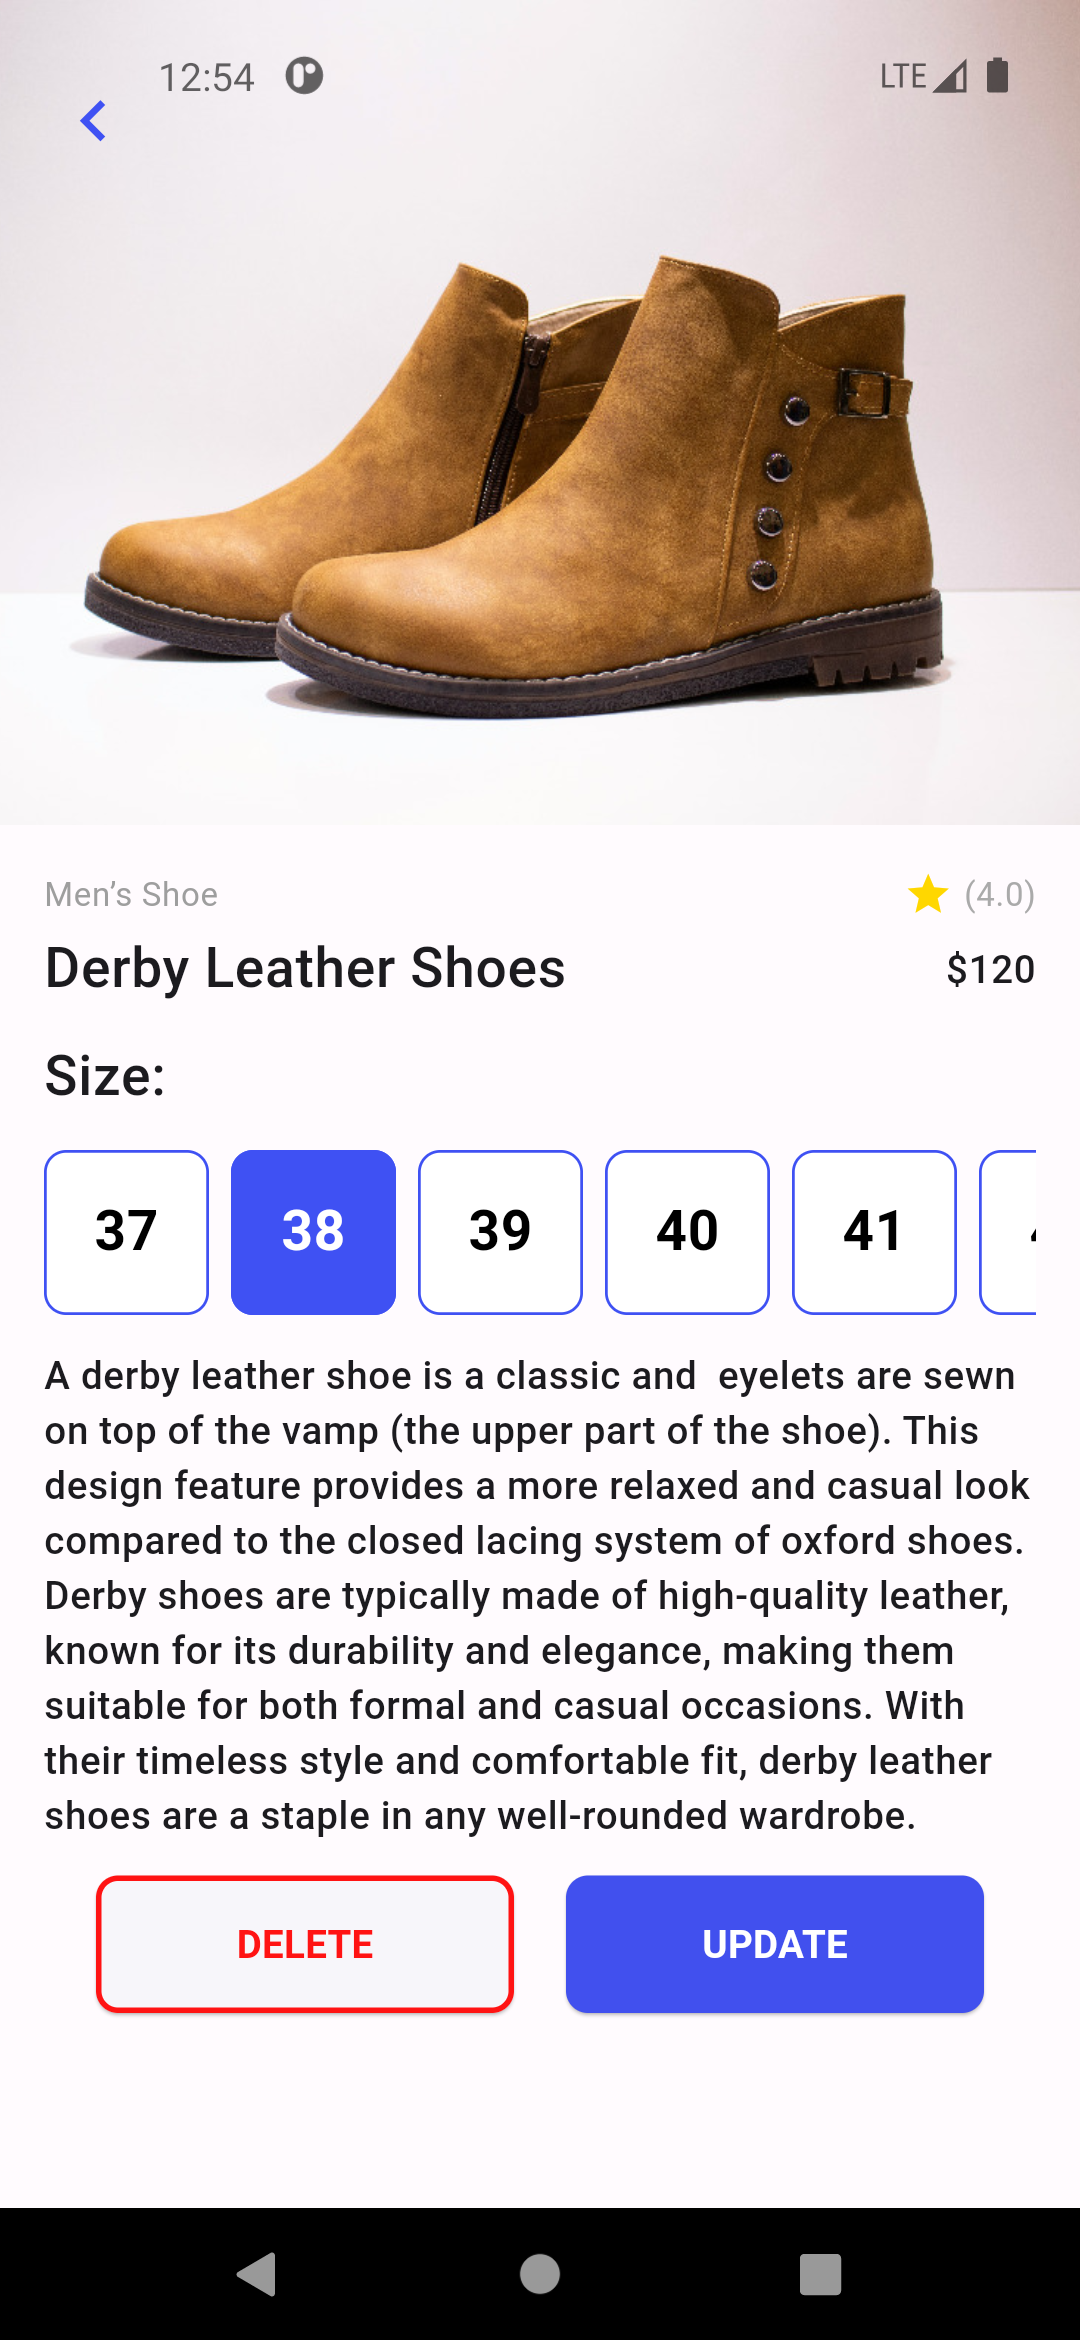 12:54
LTE
Men’s Shoe
(4.0)
Derby Leather Shoes
$120
Size:
37
38
39
40
41
A derby leather shoe is a classic and  eyelets are sewn
on top of the vamp (the upper part of the shoe). This
design feature provides a more relaxed and casual look
compared to the closed lacing system of oxford shoes.
Derby shoes are typically made of high-quality leather,
known for its durability and elegance, making them
suitable for both formal and casual occasions. With
their timeless style and comfortable fit, derby leather
shoes are a staple in any well-rounded wardrobe.
DELETE
UPDATE